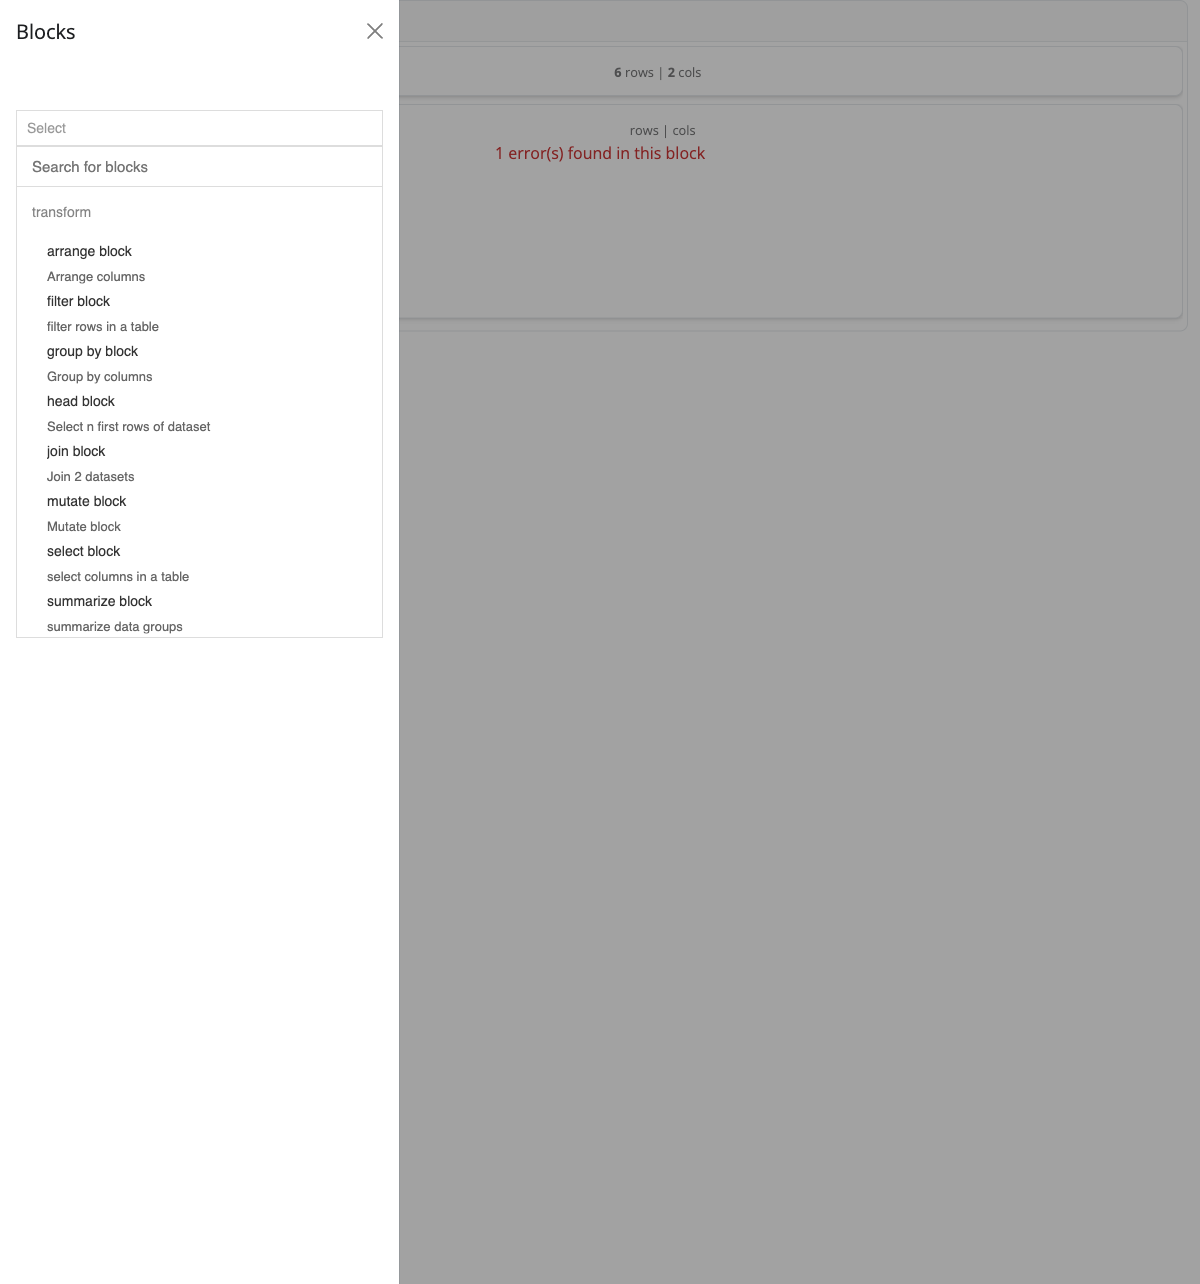 Blocks
6 rows | 2 cols
Select
rows | cols
1 error(s) found in this block
Search for blocks
transform
arrange block
Arrange columns
filter block
filter rows in a table
group by block
Group by columns
head block
Select n first rows of dataset
join block
Join 2 datasets
mutate block
Mutate block
select block
select columns in a table
summarize block
summarize data groups